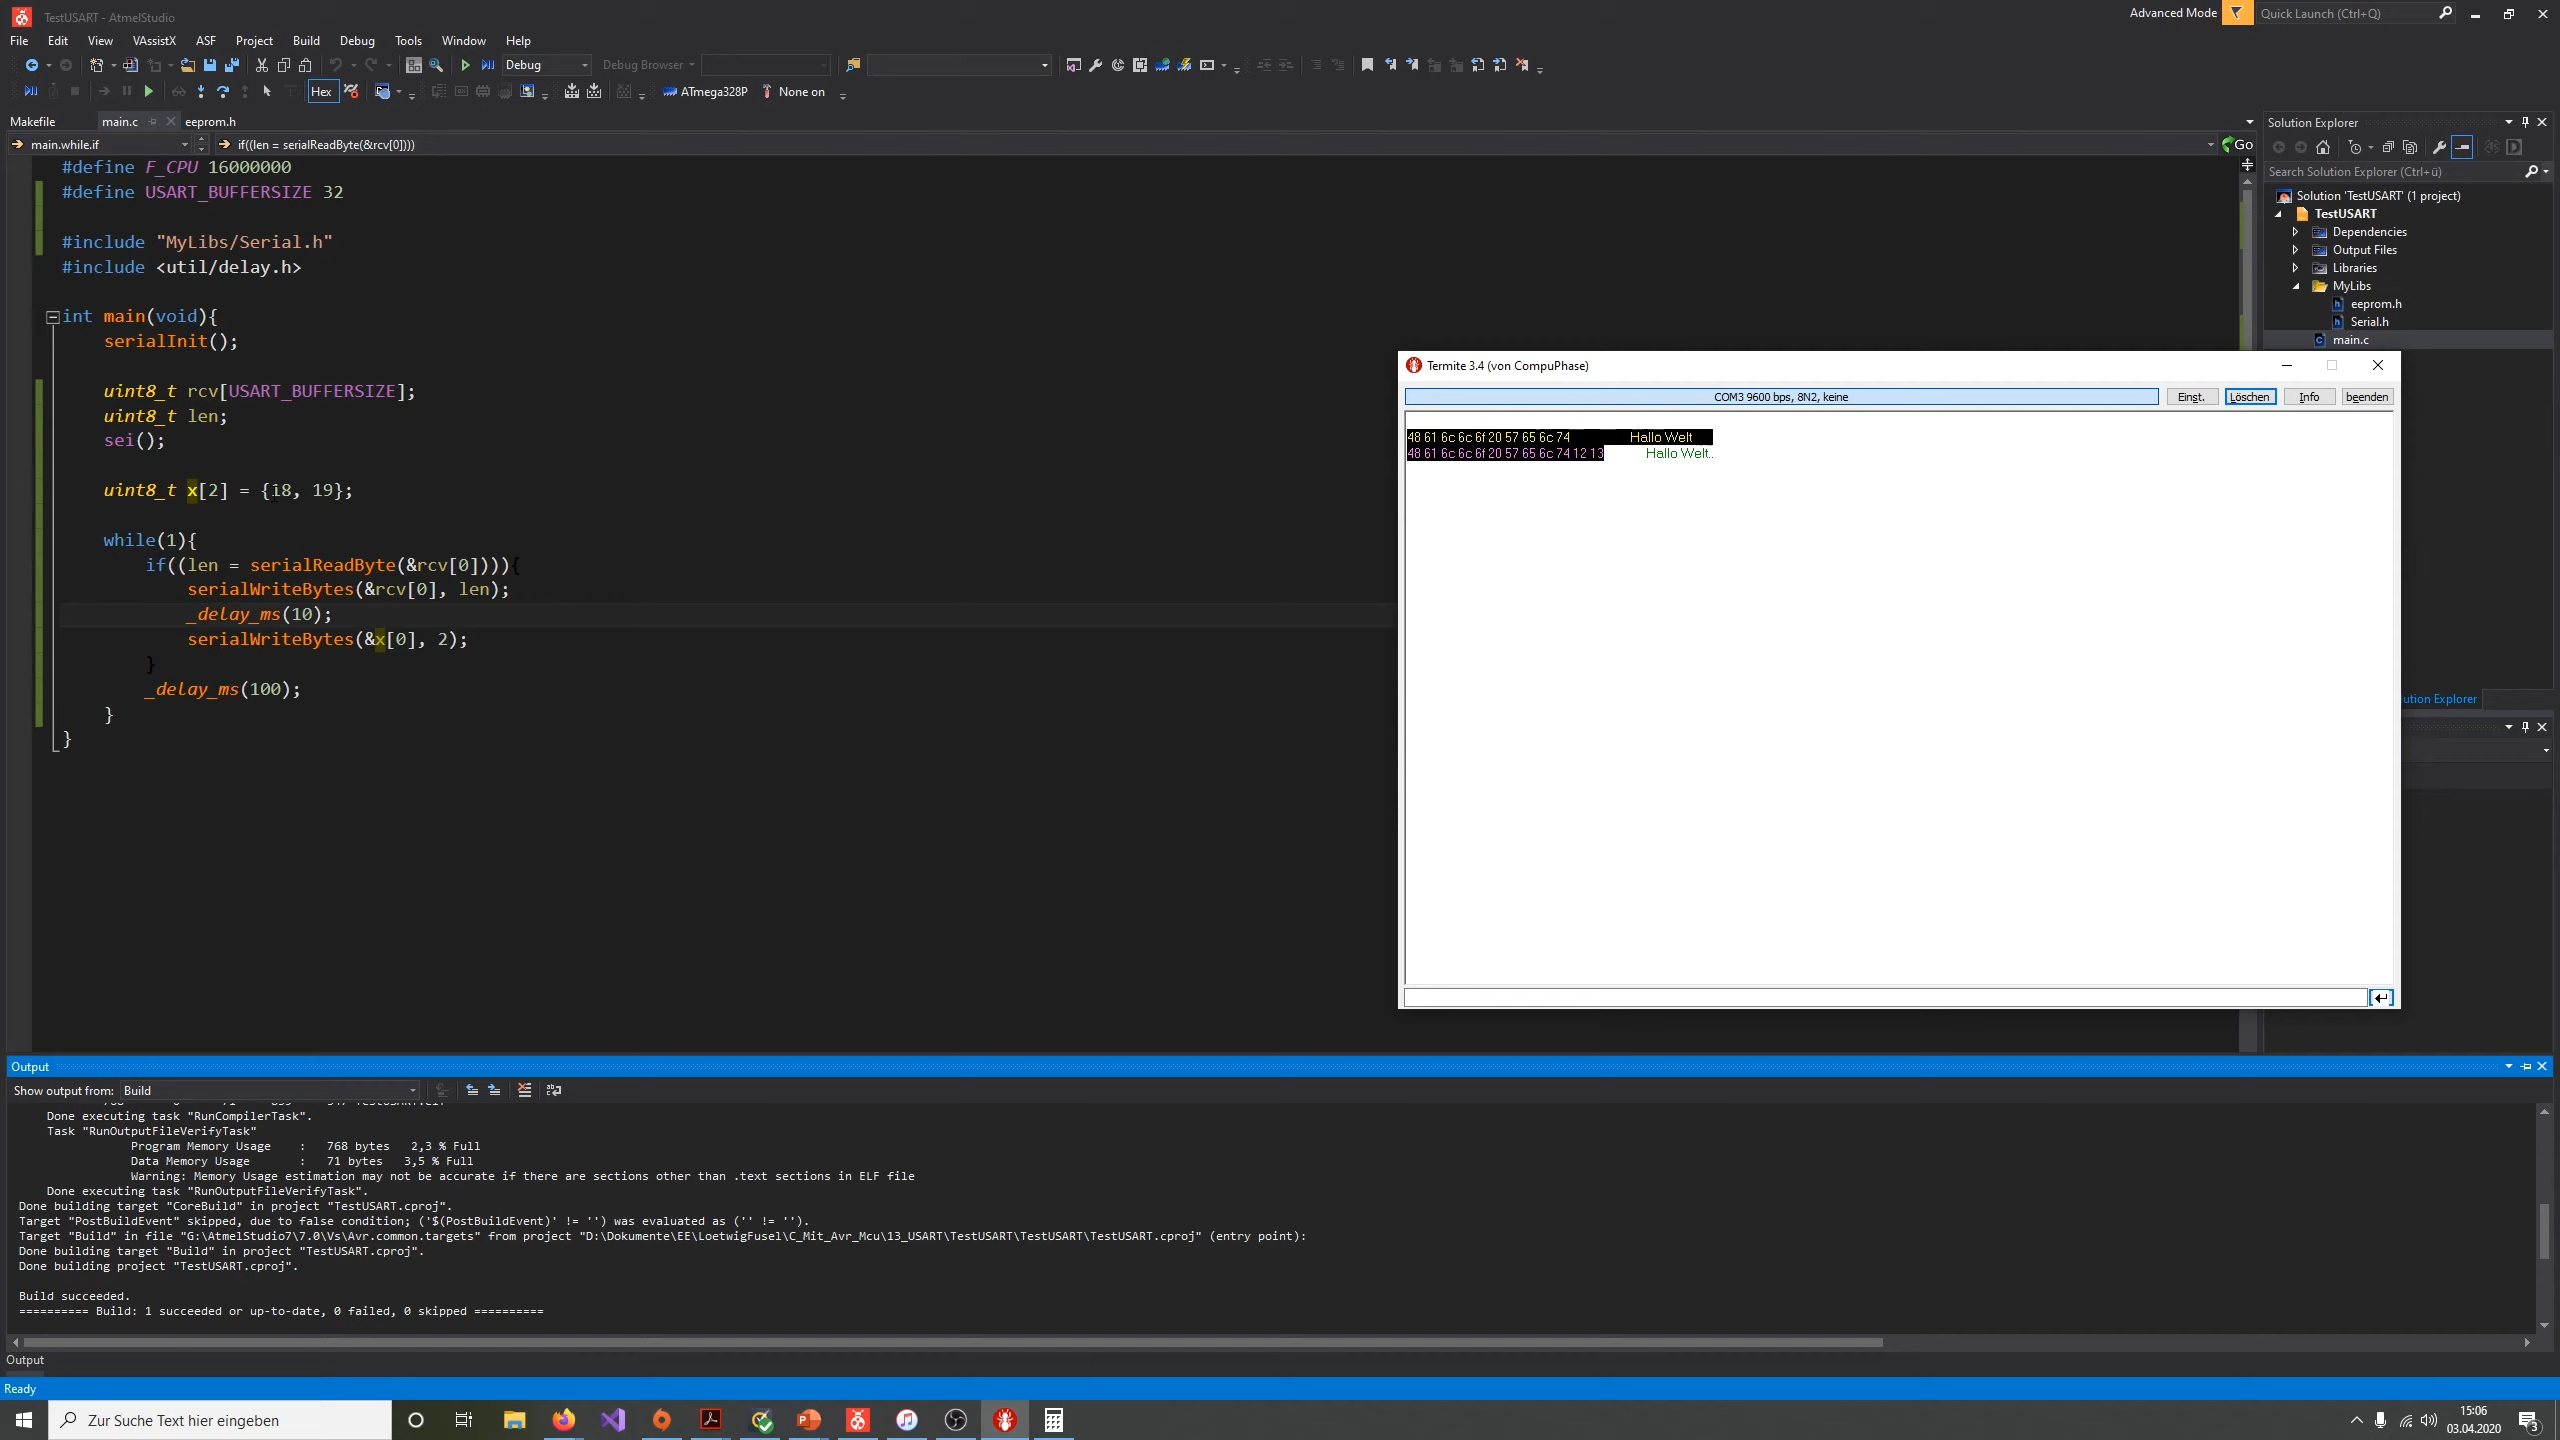 TestUSART - AtmelStudio
Advanced Mode
Quick Launch (Ctrl+Q)
File Edit View VAssistX ASF Project Build Debug Tools Window Help
Debug
Debug Browser
Hex
ATmega328P
None on
Makefile
main.c
eeprom.h
main.while.if
if((len = serialReadByte(&rcv[0])))
Go
#define F_CPU 16000000
#define USART_BUFFERSIZE 32
#include "MyLibs/Serial.h"
#include <util/delay.h>
int main(void){
serialInit();
uint8_t rcv[USART_BUFFERSIZE];
uint8_t len;
sei();
uint8_t x[2] = {18, 19};
while(1){
if((len = serialReadByte(&rcv[0]))){
serialWriteBytes(&rcv[0], len);
_delay_ms(10);
serialWriteBytes(&x[0], 2);
}
_delay_ms(100);
}
}
Solution Explorer
Search Solution Explorer (Ctrl+ü)
Solution 'TestUSART' (1 project)
TestUSART
Dependencies
Output Files
Libraries
MyLibs
eeprom.h
Serial.h
main.c
ution Explorer
Termite 3.4 (von CompuPhase)
COM3 9600 bps, 8N2, keine
Einst.
Löschen
Info
beenden
48 61 6c 6c 6f 20 57 65 6c 74 Hallo Welt
48 61 6c 6c 6f 20 57 65 6c 74 12 13 Hallo Welt..
Output
Show output from: Build
Done executing task "RunCompilerTask".
Task "RunOutputFileVerifyTask"
Program Memory Usage : 768 bytes 2,3 % Full
Data Memory Usage : 71 bytes 3,5 % Full
Warning: Memory Usage estimation may not be accurate if there are sections other than .text sections in ELF file
Done executing task "RunOutputFileVerifyTask".
Done building target "CoreBuild" in project "TestUSART.cproj".
Target "PostBuildEvent" skipped, due to false condition; ('$(PostBuildEvent)' != '') was evaluated as ('' != '').
Target "Build" in file "G:\AtmelStudio7\7.0\Vs\Avr.common.targets" from project "D:\Dokumente\EE\LoetwigFusel\C_Mit_Avr_Mcu\13_USART\TestUSART\TestUSART\TestUSART.cproj" (entry point):
Done building target "Build" in project "TestUSART.cproj".
Done building project "TestUSART.cproj".
Build succeeded.
========== Build: 1 succeeded or up-to-date, 0 failed, 0 skipped ==========
Output
Ready
Zur Suche Text hier eingeben
15:06
03.04.2020
3